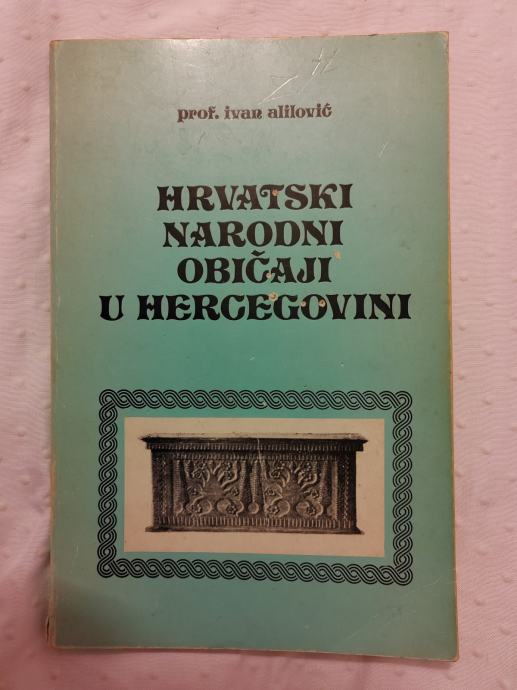 prof. ivan alilović
HRVATSKI
NARODNI
OBIČAJI
U HERCEGOVINI